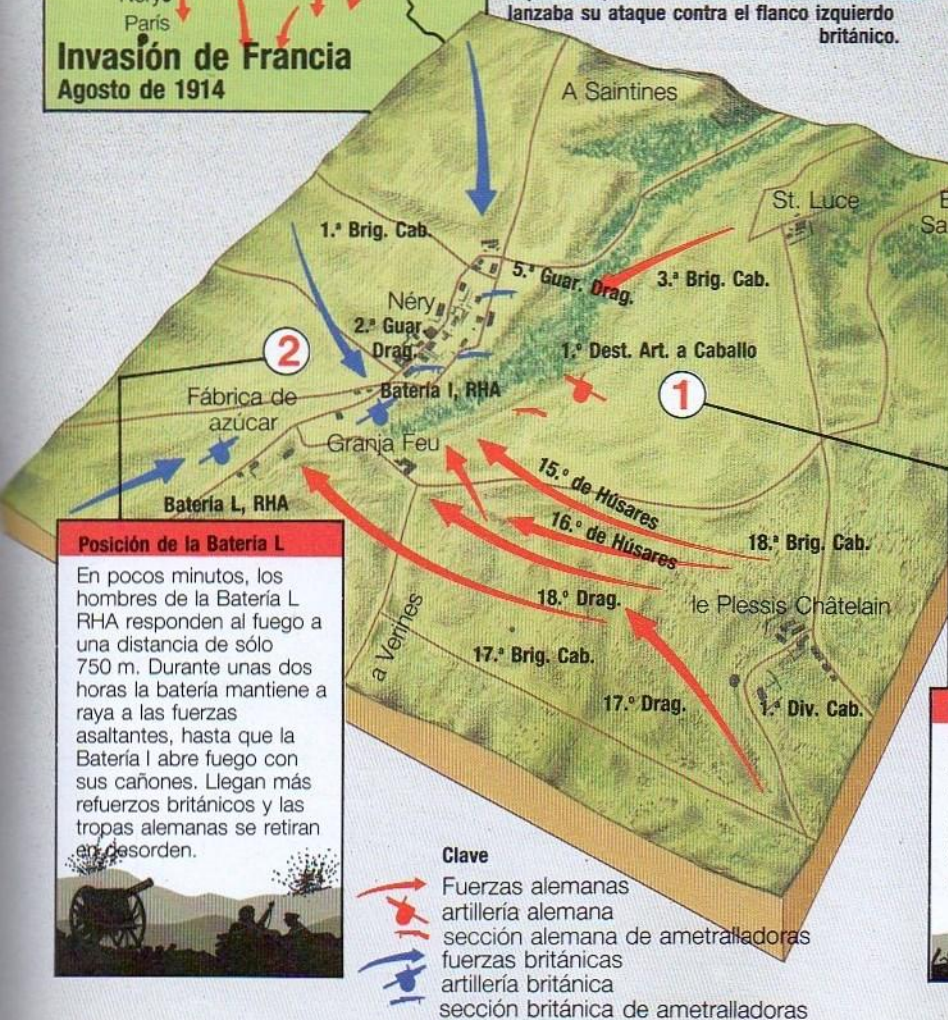 Néry
París
Invasión de Francia
Agosto de 1914
lanzaba su ataque contra el flanco izquierdo
británico.
A Saintines
St. Luce
1.ª Brig. Cab.
5.ª Guar. Drag.
3.ª Brig. Cab.
Néry
2.ª Guar.
Drag.
1.º Dest. Art. a Caballo
2
1
Batería I, RHA
Fábrica de
azúcar
Granja Feu
Batería L, RHA
15.º de Húsares
16.º de Húsares
18.ª Brig. Cab.
18.º Drag.
le Plessis Châtelain
a Verines
17.ª Brig. Cab.
17.º Drag.
1.ª Div. Cab.
Posición de la Batería L
En pocos minutos, los
hombres de la Batería L
RHA responden al fuego a
una distancia de sólo
750 m. Durante unas dos
horas la batería mantiene a
raya a las fuerzas
asaltantes, hasta que la
Batería I abre fuego con
sus cañones. Llegan más
refuerzos británicos y las
tropas alemanas se retiran
en desorden.
Clave
Fuerzas alemanas
artillería alemana
sección alemana de ametralladoras
fuerzas británicas
artillería británica
sección británica de ametralladoras